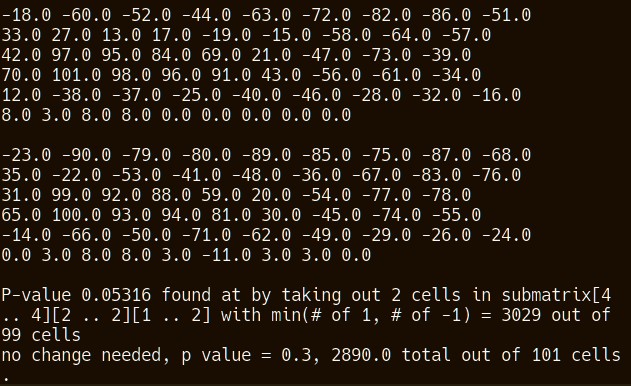 -18.0 -60.0 -52.0 -44.0 -63.0 -72.0 -82.0 -86.0 -51.0
33.0 27.0 13.0 17.0 -19.0 -15.0 -58.0 -64.0 -57.0
42.0 97.0 95.0 84.0 69.0 21.0 -47.0 -73.0 -39.0
70.0 101.0 98.0 96.0 91.0 43.0 -56.0 -61.0 -34.0
12.0 -38.0 -37.0 -25.0 -40.0 -46.0 -28.0 -32.0 -16.0
8.0 3.0 8.0 8.0 0.0 0.0 0.0 0.0 0.0
-23.0 -90.0 -79.0 -80.0 -89.0 -85.0 -75.0 -87.0 -68.0
35.0 -22.0 -53.0 -41.0 -48.0 -36.0 -67.0 -83.0 -76.0
31.0 99.0 92.0 88.0 59.0 20.0 -54.0 -77.0 -78.0
65.0 100.0 93.0 94.0 81.0 30.0 -45.0 -74.0 -55.0
-14.0 -66.0 -50.0 -71.0 -62.0 -49.0 -29.0 -26.0 -24.0
0.0 3.0 8.0 8.0 3.0 -11.0 3.0 3.0 0.0
P-value 0.05316 found at by taking out 2 cells in submatrix[4
.. 4][2 .. 2][1 .. 2] with min(# of 1, # of -1) = 3029 out of
99 cells
no change needed, p value = 0.3, 2890.0 total out of 101 cells
.